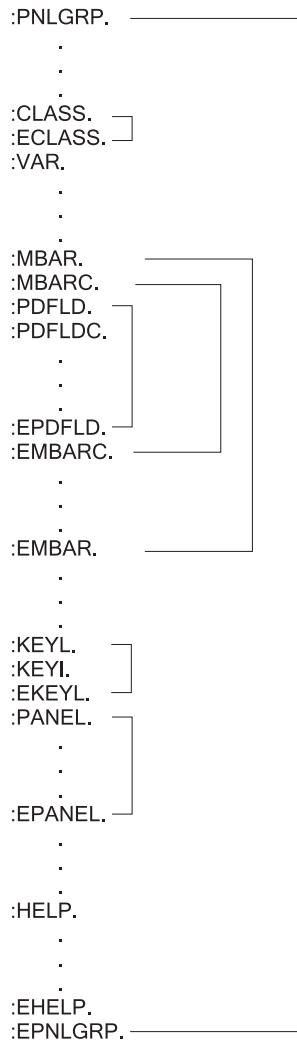 :PNLGRP.
.
.
.
:CLASS.
:ECLASS.
:VAR.
.
.
.
:MBAR.
:MBARC.
:PDFLD.
:PDFLDC.
.
.
.
:EPDFLD.
:EMBARC.
.
.
.
:EMBAR.
.
.
.
:KEYL.
:KEYI.
:EKEYL.
:PANEL.
.
.
.
:EPANEL.
.
.
.
:HELP.
.
.
.
:EHELP.
:EPNLGRP.